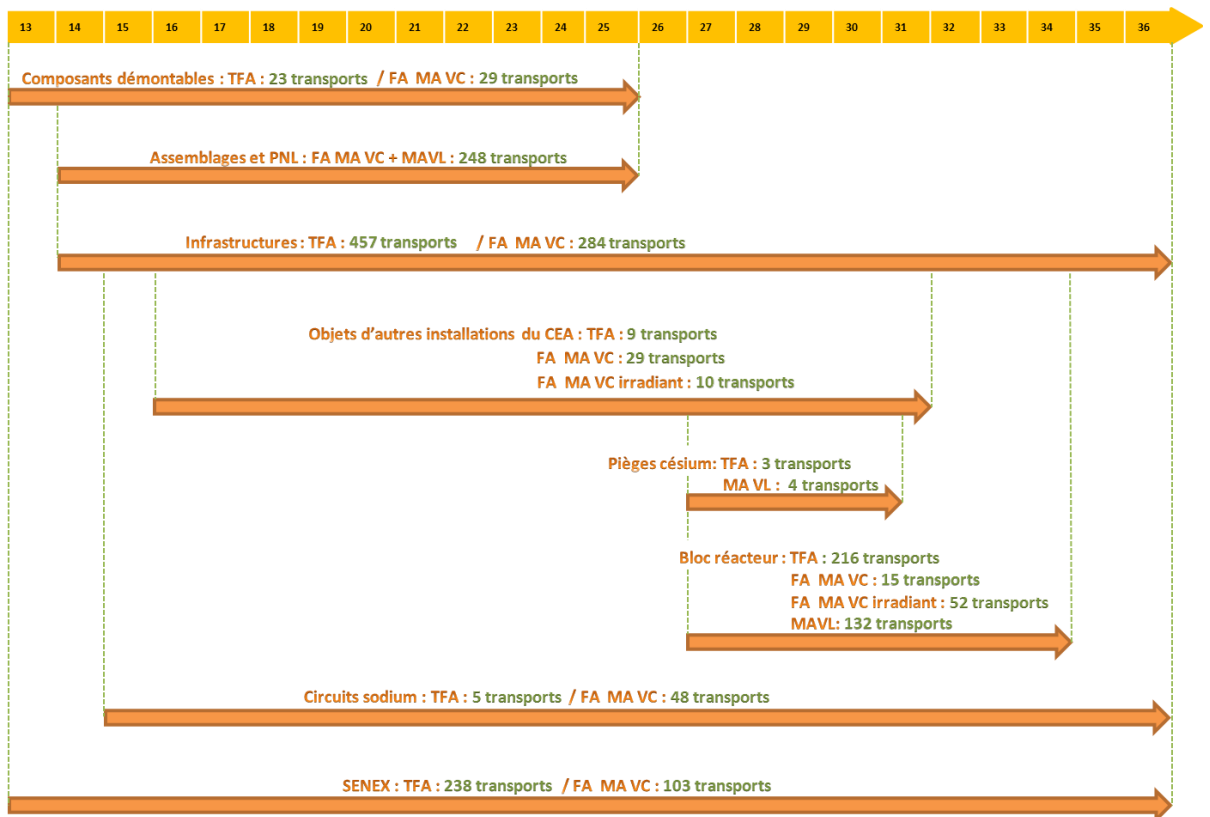 13 14 15 16 17 18 19 20 21 22 23 24 25 26 27 28 29 30 31 32 33 34 35 36
Composants démontables : TFA : 23 transports / FA MA VC : 29 transports
Assemblages et PNL : FA MA VC + MAVL : 248 transports
Infrastructures : TFA : 457 transports / FA MA VC : 284 transports
Objets d'autres installations du CEA : TFA : 9 transports
FA MA VC : 29 transports
FA MA VC irradiant : 10 transports
Pièges césium: TFA : 3 transports
MA VL : 4 transports
Bloc réacteur : TFA : 216 transports
FA MA VC : 15 transports
FA MA VC irradiant : 52 transports
MAVL: 132 transports
Circuits sodium : TFA : 5 transports / FA MA VC : 48 transports
SENEX : TFA : 238 transports / FA MA VC : 103 transports